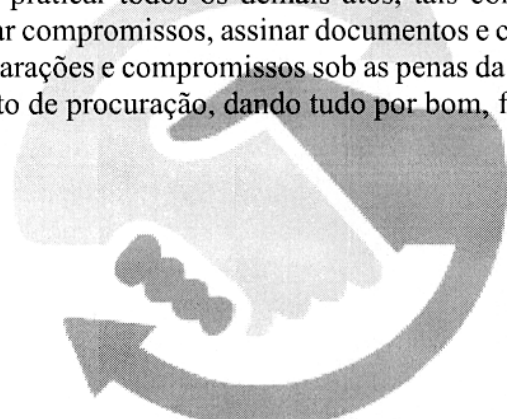 praticar todos os demais atos, tais
ar compromissos, assinar documentos e
arações e compromissos sob as penas da
to de procuração, dando tudo por bom,